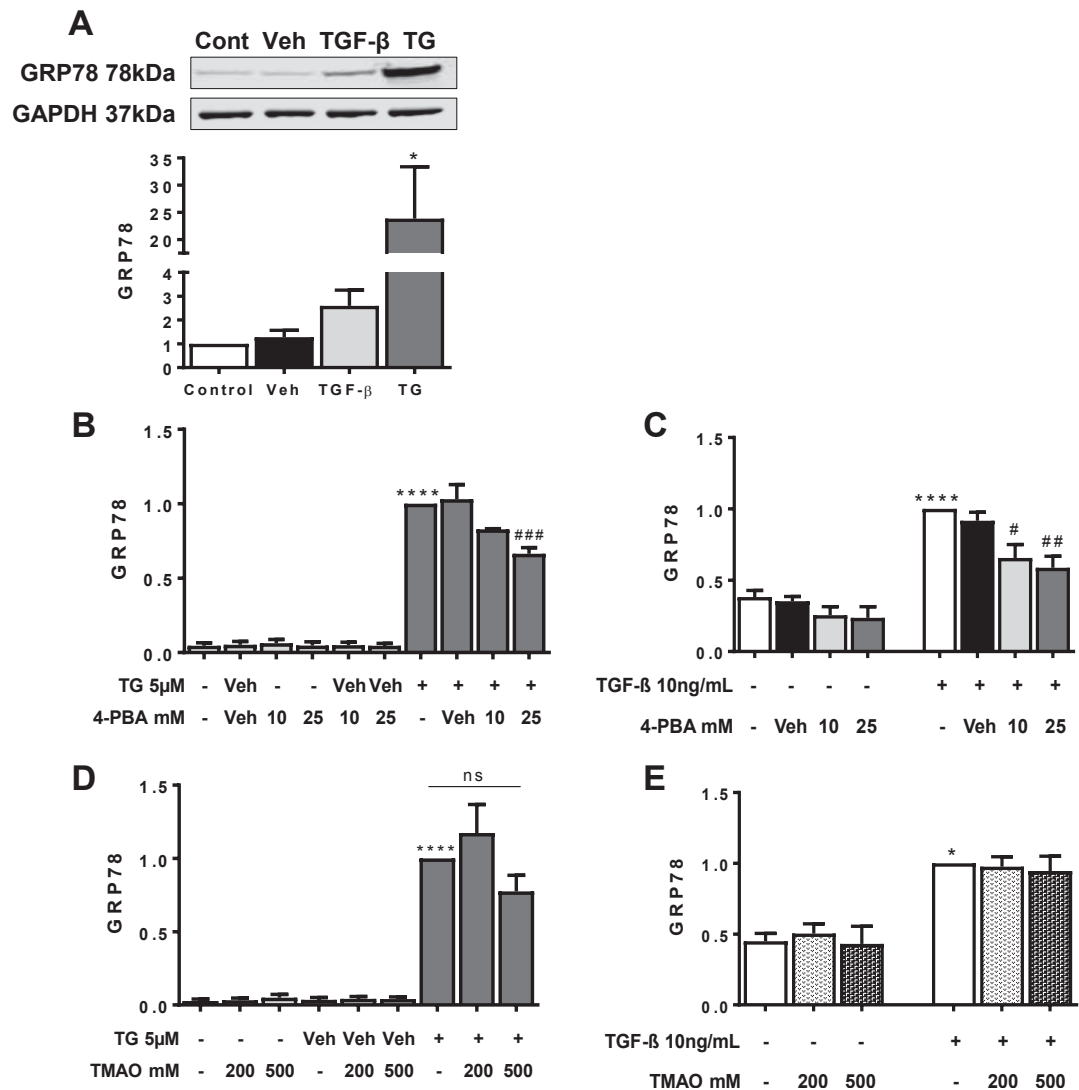 A
Cont Veh TGF-β TG
GRP78 78kDa
GAPDH 37kDa
GRP78
35
30
25
20
4
3
2
1
0
*
Control Veh TGF-β TG
B
GRP78
1.5
1.0
0.5
0.0
**** ###
TG 5µM - Veh - - Veh Veh + + + +
4-PBA mM - Veh 10 25 10 25 - Veh 10 25
C
GRP78
1.5
1.0
0.5
0.0
**** # ##
TGF-ß 10ng/mL - - - - + + + +
4-PBA mM - Veh 10 25 - Veh 10 25
D
GRP78
1.5
1.0
0.5
0.0
ns
****
TG 5µM - - - Veh Veh Veh + + +
TMAO mM - 200 500 - 200 500 - 200 500
E
GRP78
1.5
1.0
0.5
0.0
*
TGF-ß 10ng/mL - - - + + +
TMAO mM - 200 500 - 200 500